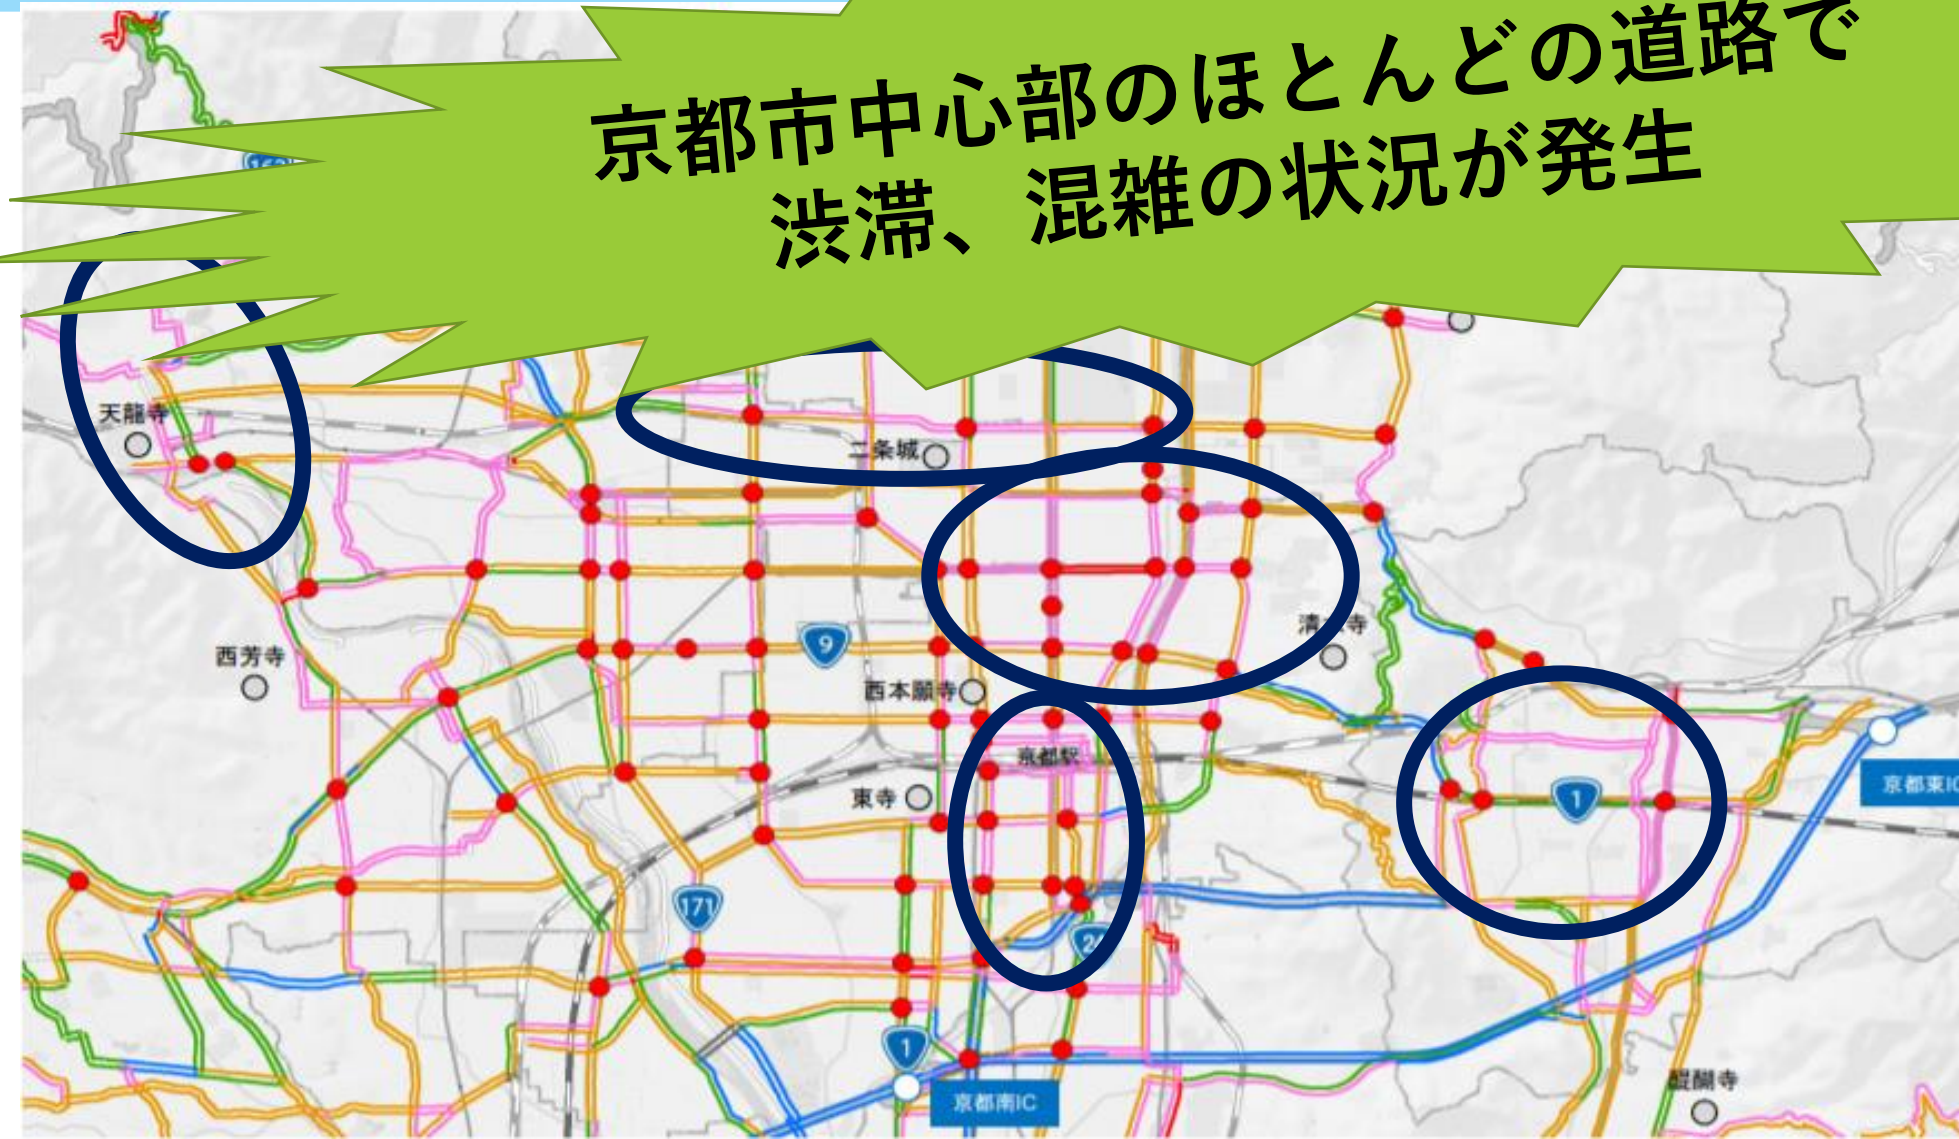 京都市中心部のほとんどの道路で
渋滞、混雑の状況が発生
162
天龍寺
二条城
清水寺
西芳寺
9
西本願寺
京都駅
東寺
1
京都東IC
171
24
1
京都南IC
醍醐寺